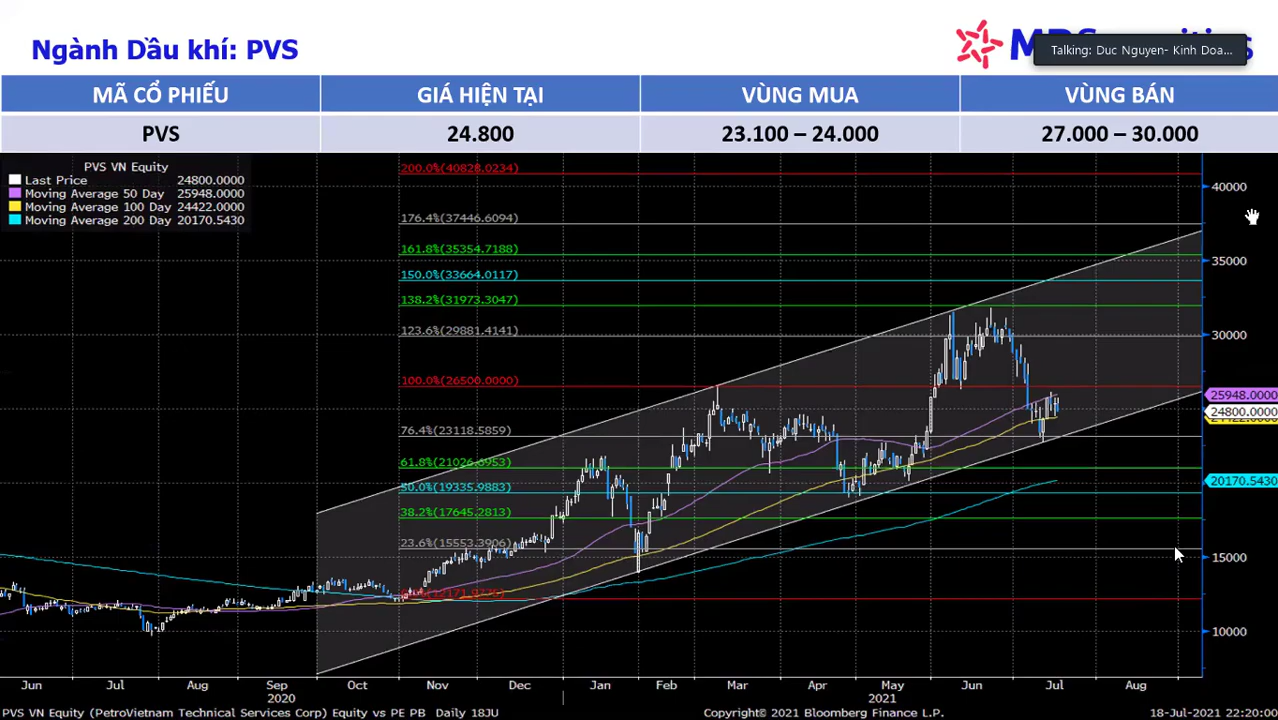 Ngành Dầu khí: PVS
Talking: Duc Nguyen- Kinh Doa...
MÃ CỔ PHIẾU GIÁ HIỆN TẠI VÙNG MUA VÙNG BÁN
PVS 24.800 23.100 – 24.000 27.000 – 30.000
PVS VN Equity
Last Price 24800.0000
Moving Average 50 Day 25948.0000
Moving Average 100 Day 24422.0000
Moving Average 200 Day 20170.5430
200.0%(40828.0234)
176.4%(37446.6094)
161.8%(35354.7188)
150.0%(33664.0117)
138.2%(31973.3047)
123.6%(29881.4141)
100.0%(26500.0000)
76.4%(23118.5859)
61.8%(21026.6953)
50.0%(19335.9883)
38.2%(17645.2813)
23.6%(15553.3906)
40000
35000
30000
25948.0000
24800.0000
20170.5430
15000
10000
Jun Jul Aug Sep Oct Nov Dec Jan Feb Mar Apr May Jun Jul Aug
2020 2021
PVS VN Equity (PetroVietnam Technical Services Corp) Equity vs PE PB Daily 18JU Copyright© 2021 Bloomberg Finance L.P. 18-Jul-2021 22:20:00